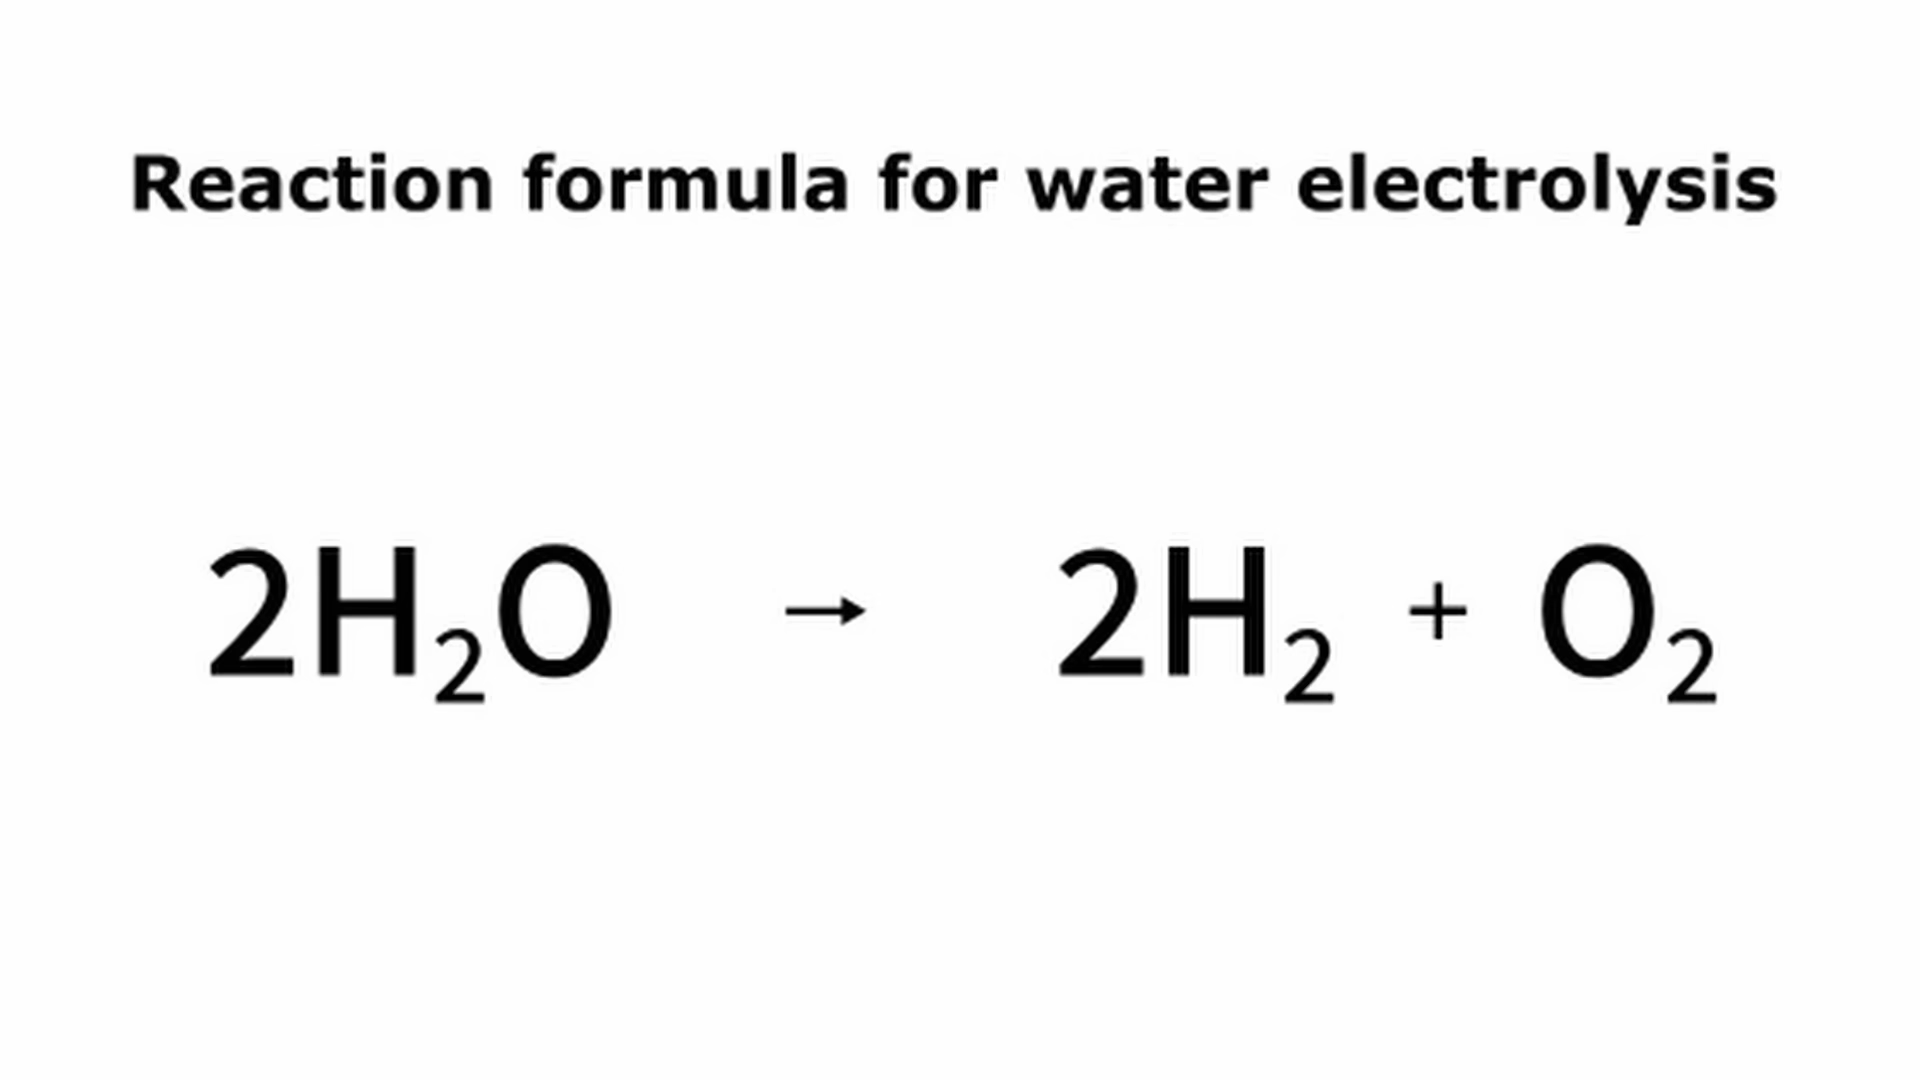 Reaction formula for water electrolysis
2H₂O → 2H₂ + O₂